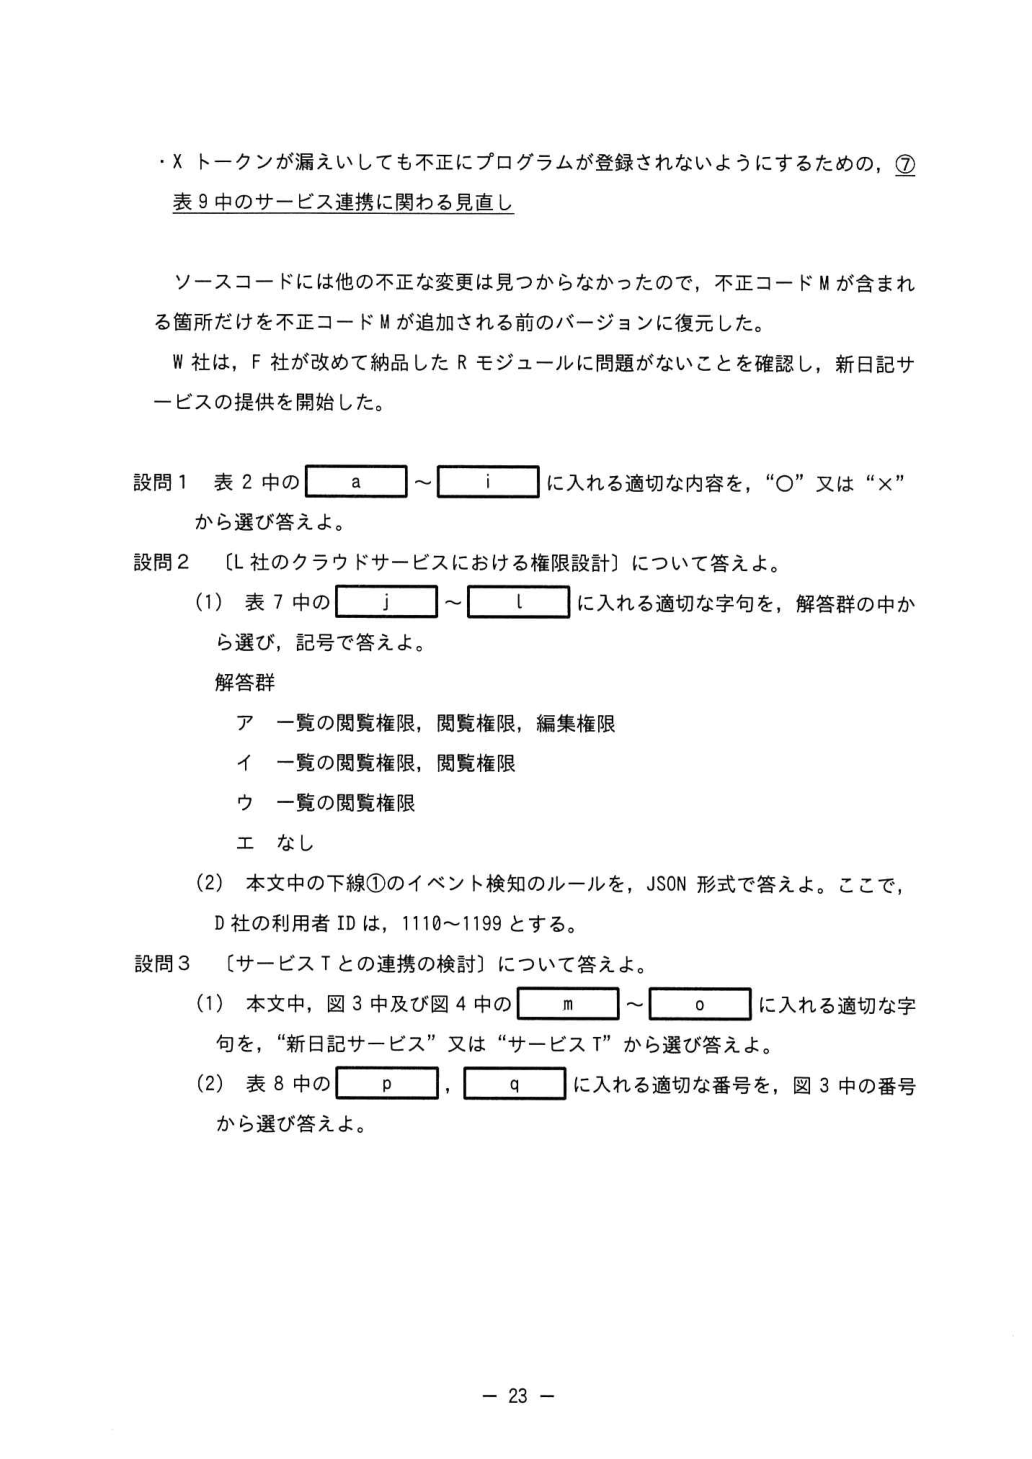 ・X トークンが漏えいしても不正にプログラムが登録されないようにするための，⑦
表 9 中のサービス連携に関わる見直し
ソースコードには他の不正な変更は見つからなかったので，不正コード M が含まれ
る箇所だけを不正コード M が追加される前のバージョンに復元した。
W 社は，F 社が改めて納品した R モジュールに問題がないことを確認し，新日記サ
ービスの提供を開始した。
設問1 表 2 中の a ～ i に入れる適切な内容を，“○” 又は “×”
から選び答えよ。
設問2 〔L 社のクラウドサービスにおける権限設計〕について答えよ。
(1) 表 7 中の j ～ l に入れる適切な字句を，解答群の中か
ら選び，記号で答えよ。
解答群
ア 一覧の閲覧権限，閲覧権限，編集権限
イ 一覧の閲覧権限，閲覧権限
ウ 一覧の閲覧権限
エ なし
(2) 本文中の下線①のイベント検知のルールを，JSON 形式で答えよ。ここで，
D 社の利用者 ID は，1110～1199 とする。
設問3 〔サービス T との連携の検討〕について答えよ。
(1) 本文中，図 3 中及び図 4 中の m ～ o に入れる適切な字
句を，“新日記サービス” 又は “サービス T” から選び答えよ。
(2) 表 8 中の p ， q に入れる適切な番号を，図 3 中の番号
から選び答えよ。
－ 23 －